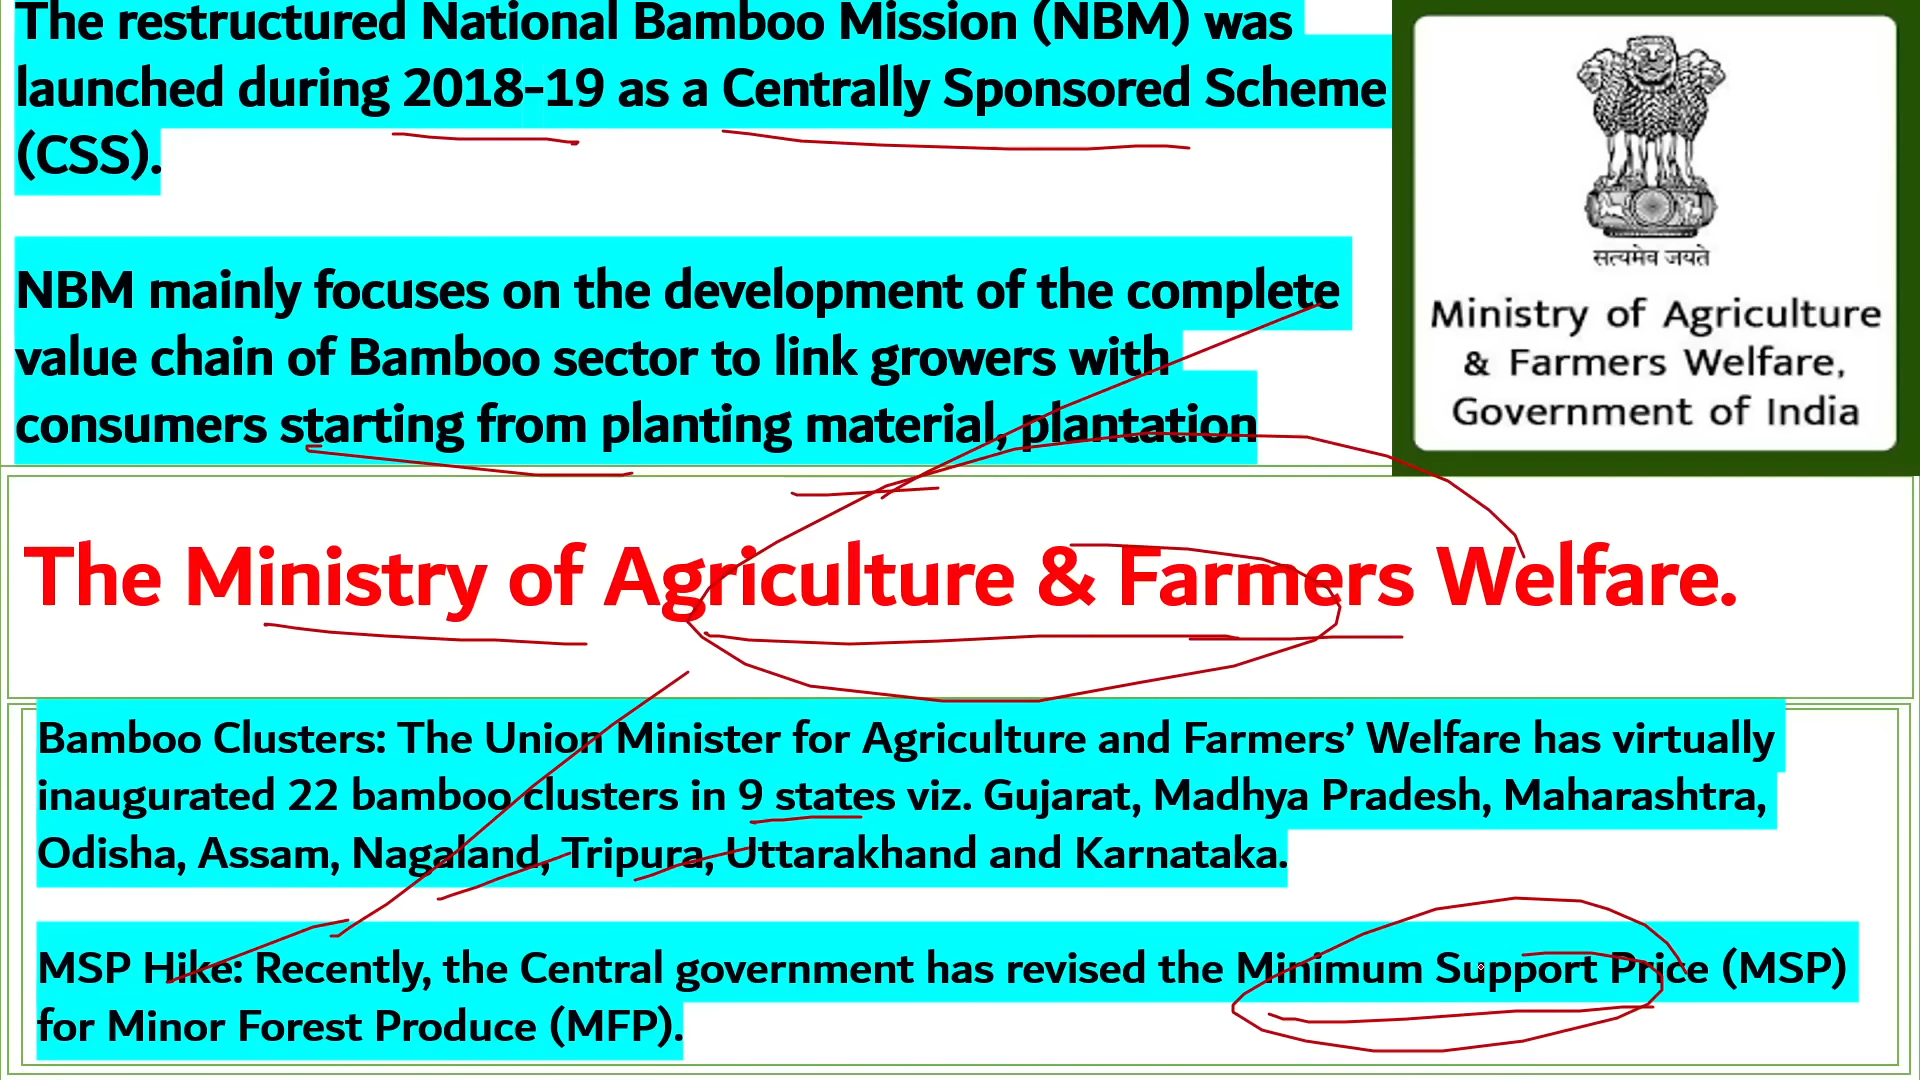 The restructured National Bamboo Mission (NBM) was
launched during 2018-19 as a Centrally Sponsored Scheme
(CSS).
NBM mainly focuses on the development of the complete
value chain of Bamboo sector to link growers with
consumers starting from planting material, plantation
सत्यमेव जयते
Ministry of Agriculture
& Farmers Welfare,
Government of India
The Ministry of Agriculture & Farmers Welfare.
Bamboo Clusters: The Union Minister for Agriculture and Farmers’ Welfare has virtually
inaugurated 22 bamboo clusters in 9 states viz. Gujarat, Madhya Pradesh, Maharashtra,
Odisha, Assam, Nagaland, Tripura, Uttarakhand and Karnataka.
MSP Hike: Recently, the Central government has revised the Minimum Support Price (MSP)
for Minor Forest Produce (MFP).